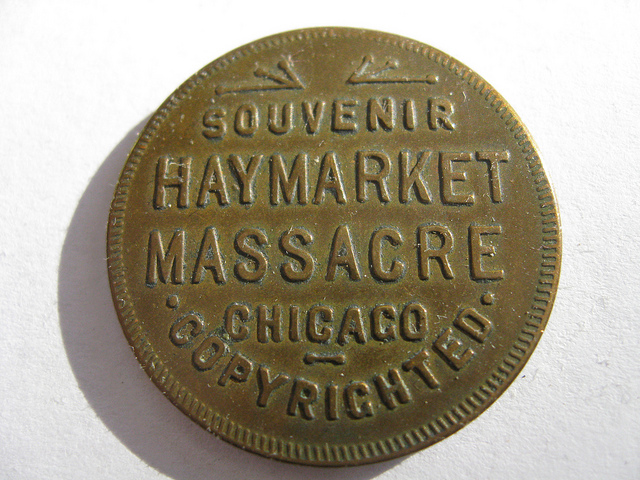 SOUVENIR
HAYMARKET
MASSACRE
CHICAGO
COPYRIGHTED